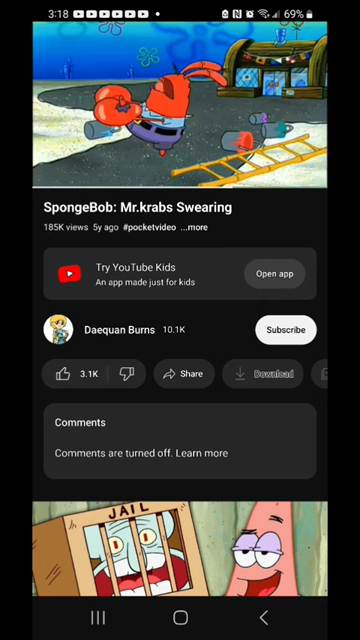 3:18
69%
SpongeBob: Mr.krabs Swearing
185K views 5y ago #pocketvideo ...more
Try YouTube Kids
An app made just for kids
Open app
Daequan Burns 10.1K
Subscribe
3.1K
Share
Download
Comments
Comments are turned off. Learn more
JAIL